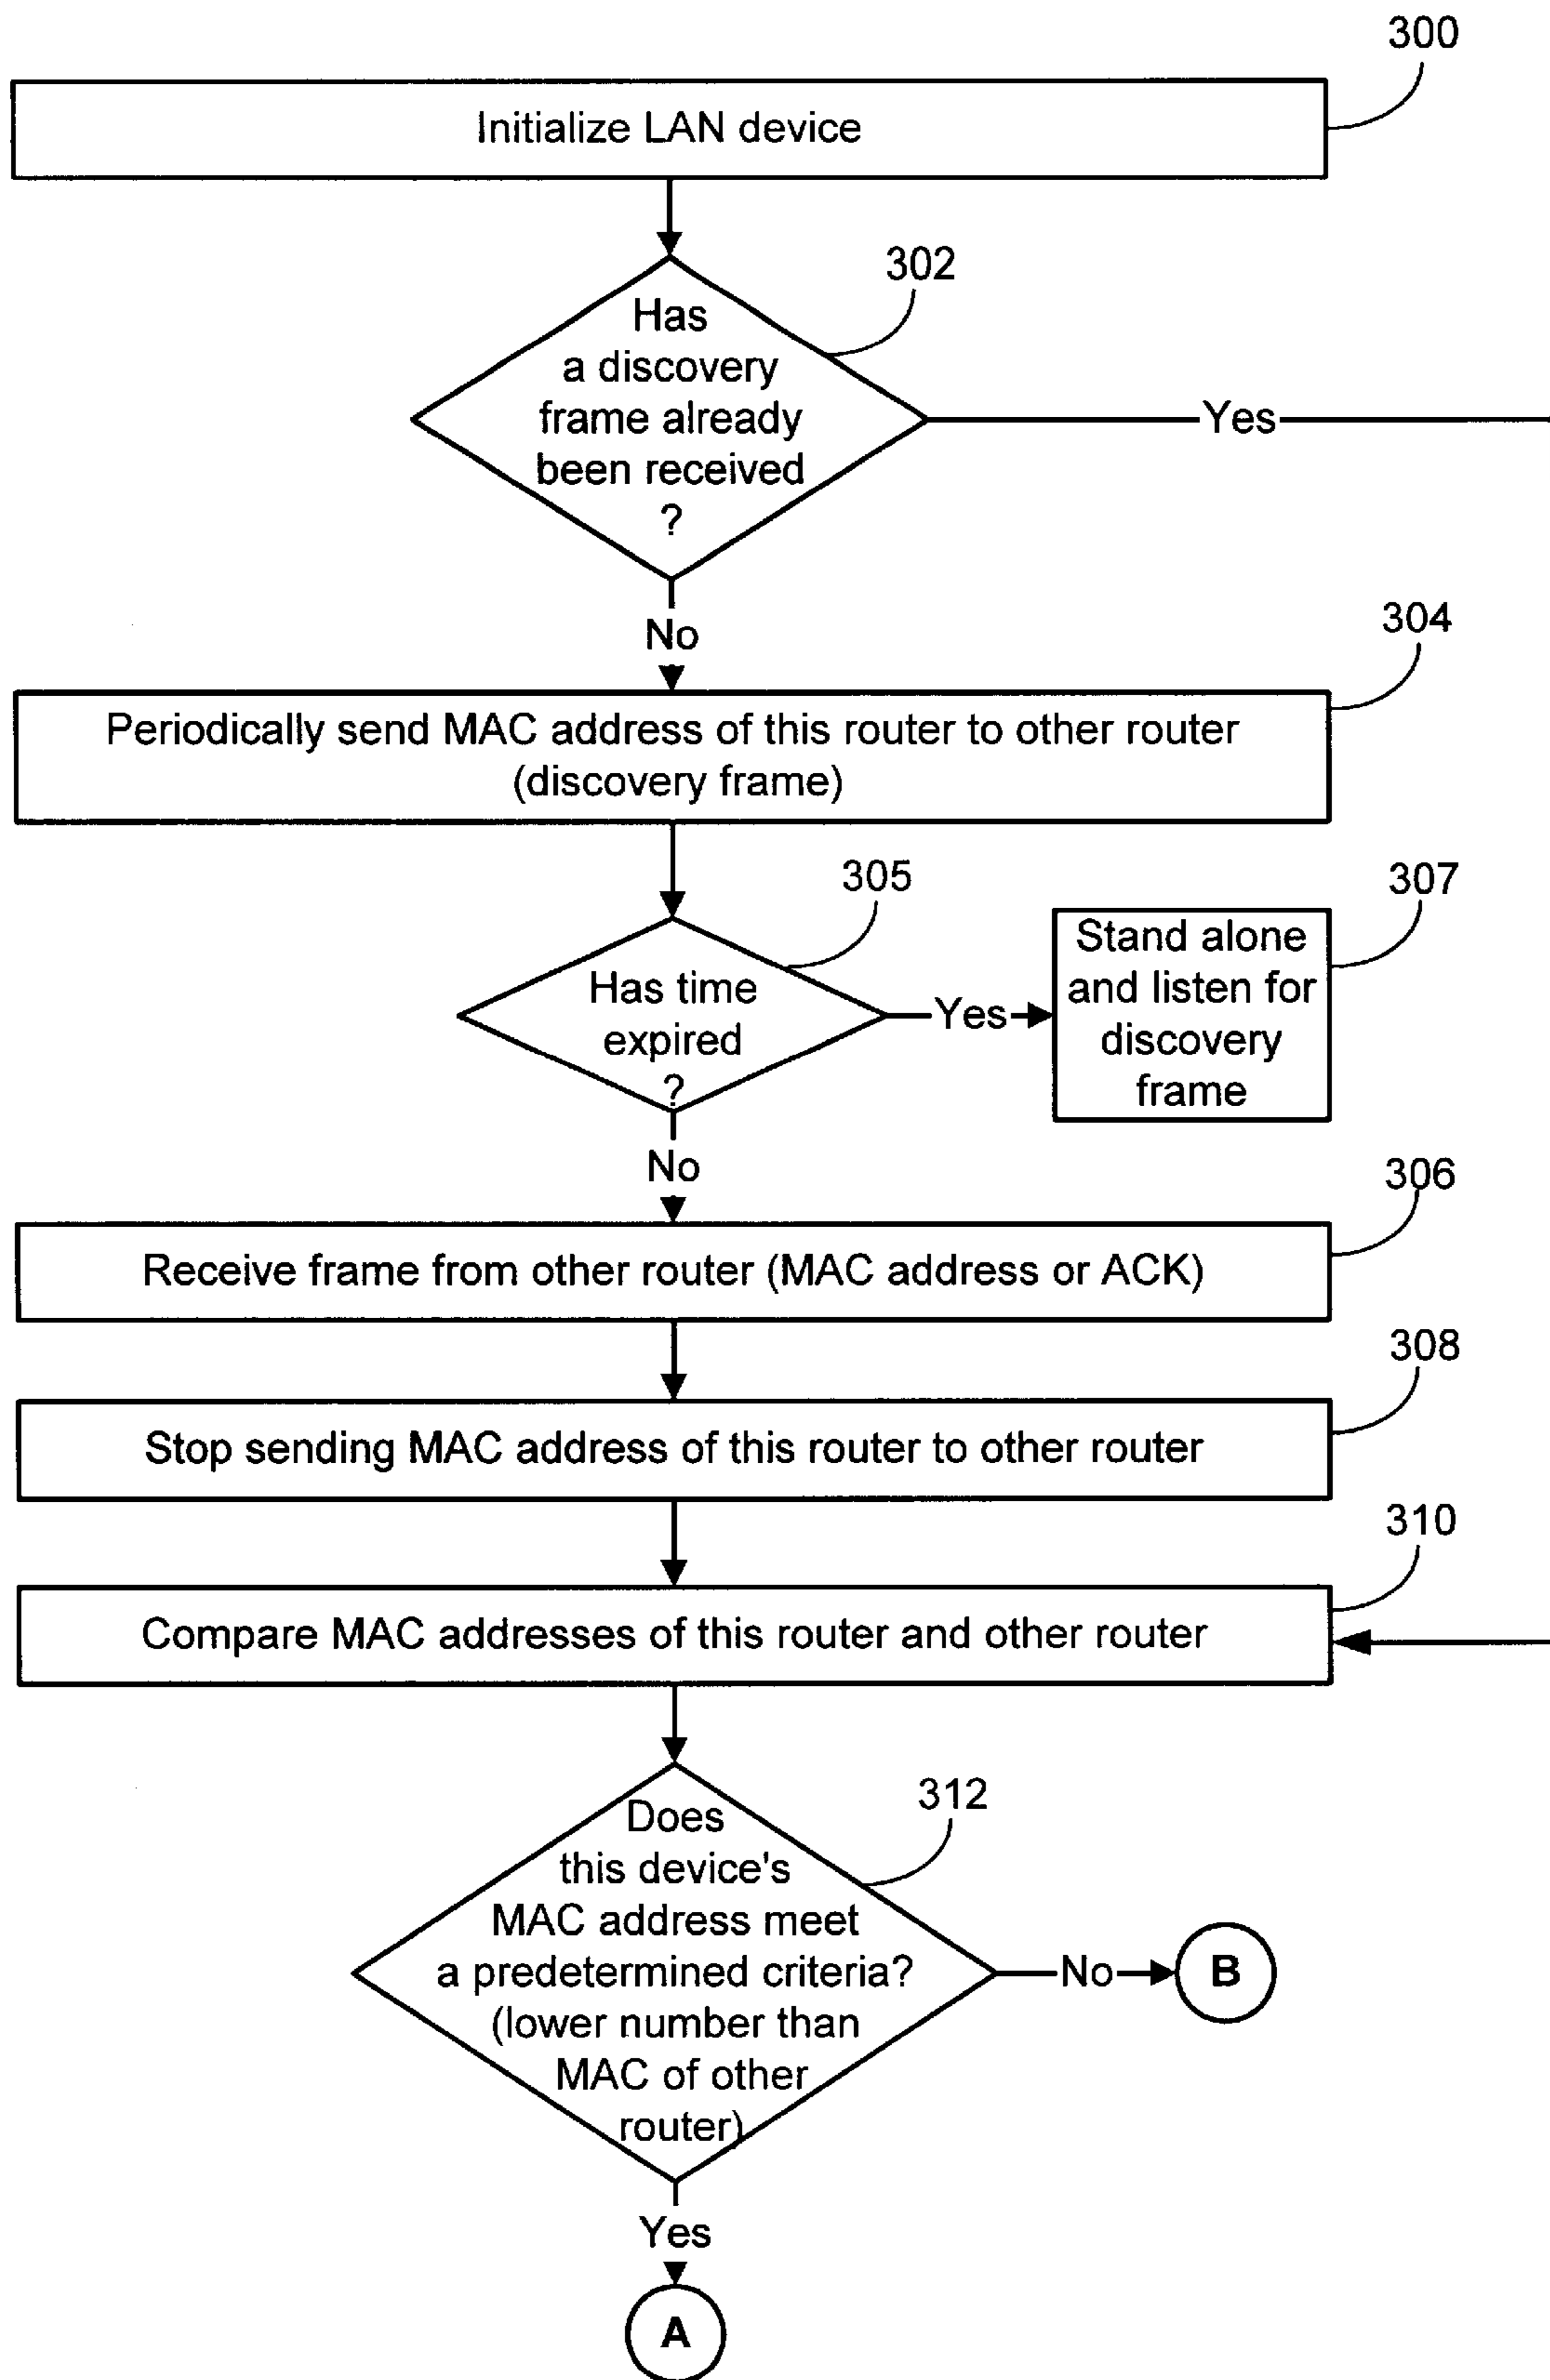 300
Initialize LAN device
302
Has
a discovery
frame already
been received
?
Yes
No
304
Periodically send MAC address of this router to other router
(discovery frame)
305
307
Has time
expired
?
Yes
Stand alone
and listen for
discovery
frame
No
306
Receive frame from other router (MAC address or ACK)
308
Stop sending MAC address of this router to other router
310
Compare MAC addresses of this router and other router
312
Does
this device's
MAC address meet
a predetermined criteria?
(lower number than
MAC of other
router)
No
B
Yes
A